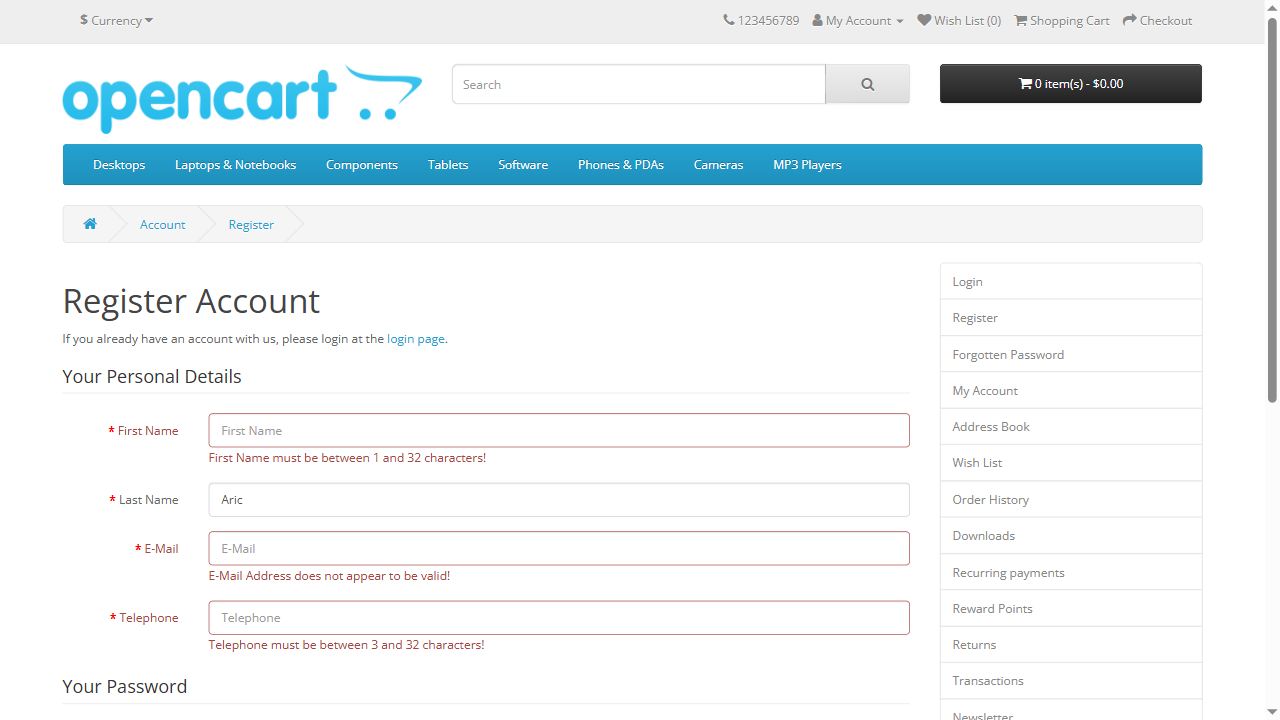 $ Currency
123456789
My Account
Wish List (0)
Shopping Cart
Checkout
opencart
Search
0 item(s) - $0.00
Desktops
Laptops & Notebooks
Components
Tablets
Software
Phones & PDAs
Cameras
MP3 Players
Account
Register
Register Account
If you already have an account with us, please login at the login page.
Your Personal Details
* First Name
First Name
First Name must be between 1 and 32 characters!
* Last Name
Aric
* E-Mail
E-Mail
E-Mail Address does not appear to be valid!
* Telephone
Telephone
Telephone must be between 3 and 32 characters!
Your Password
Login
Register
Forgotten Password
My Account
Address Book
Wish List
Order History
Downloads
Recurring payments
Reward Points
Returns
Transactions
Newsletter